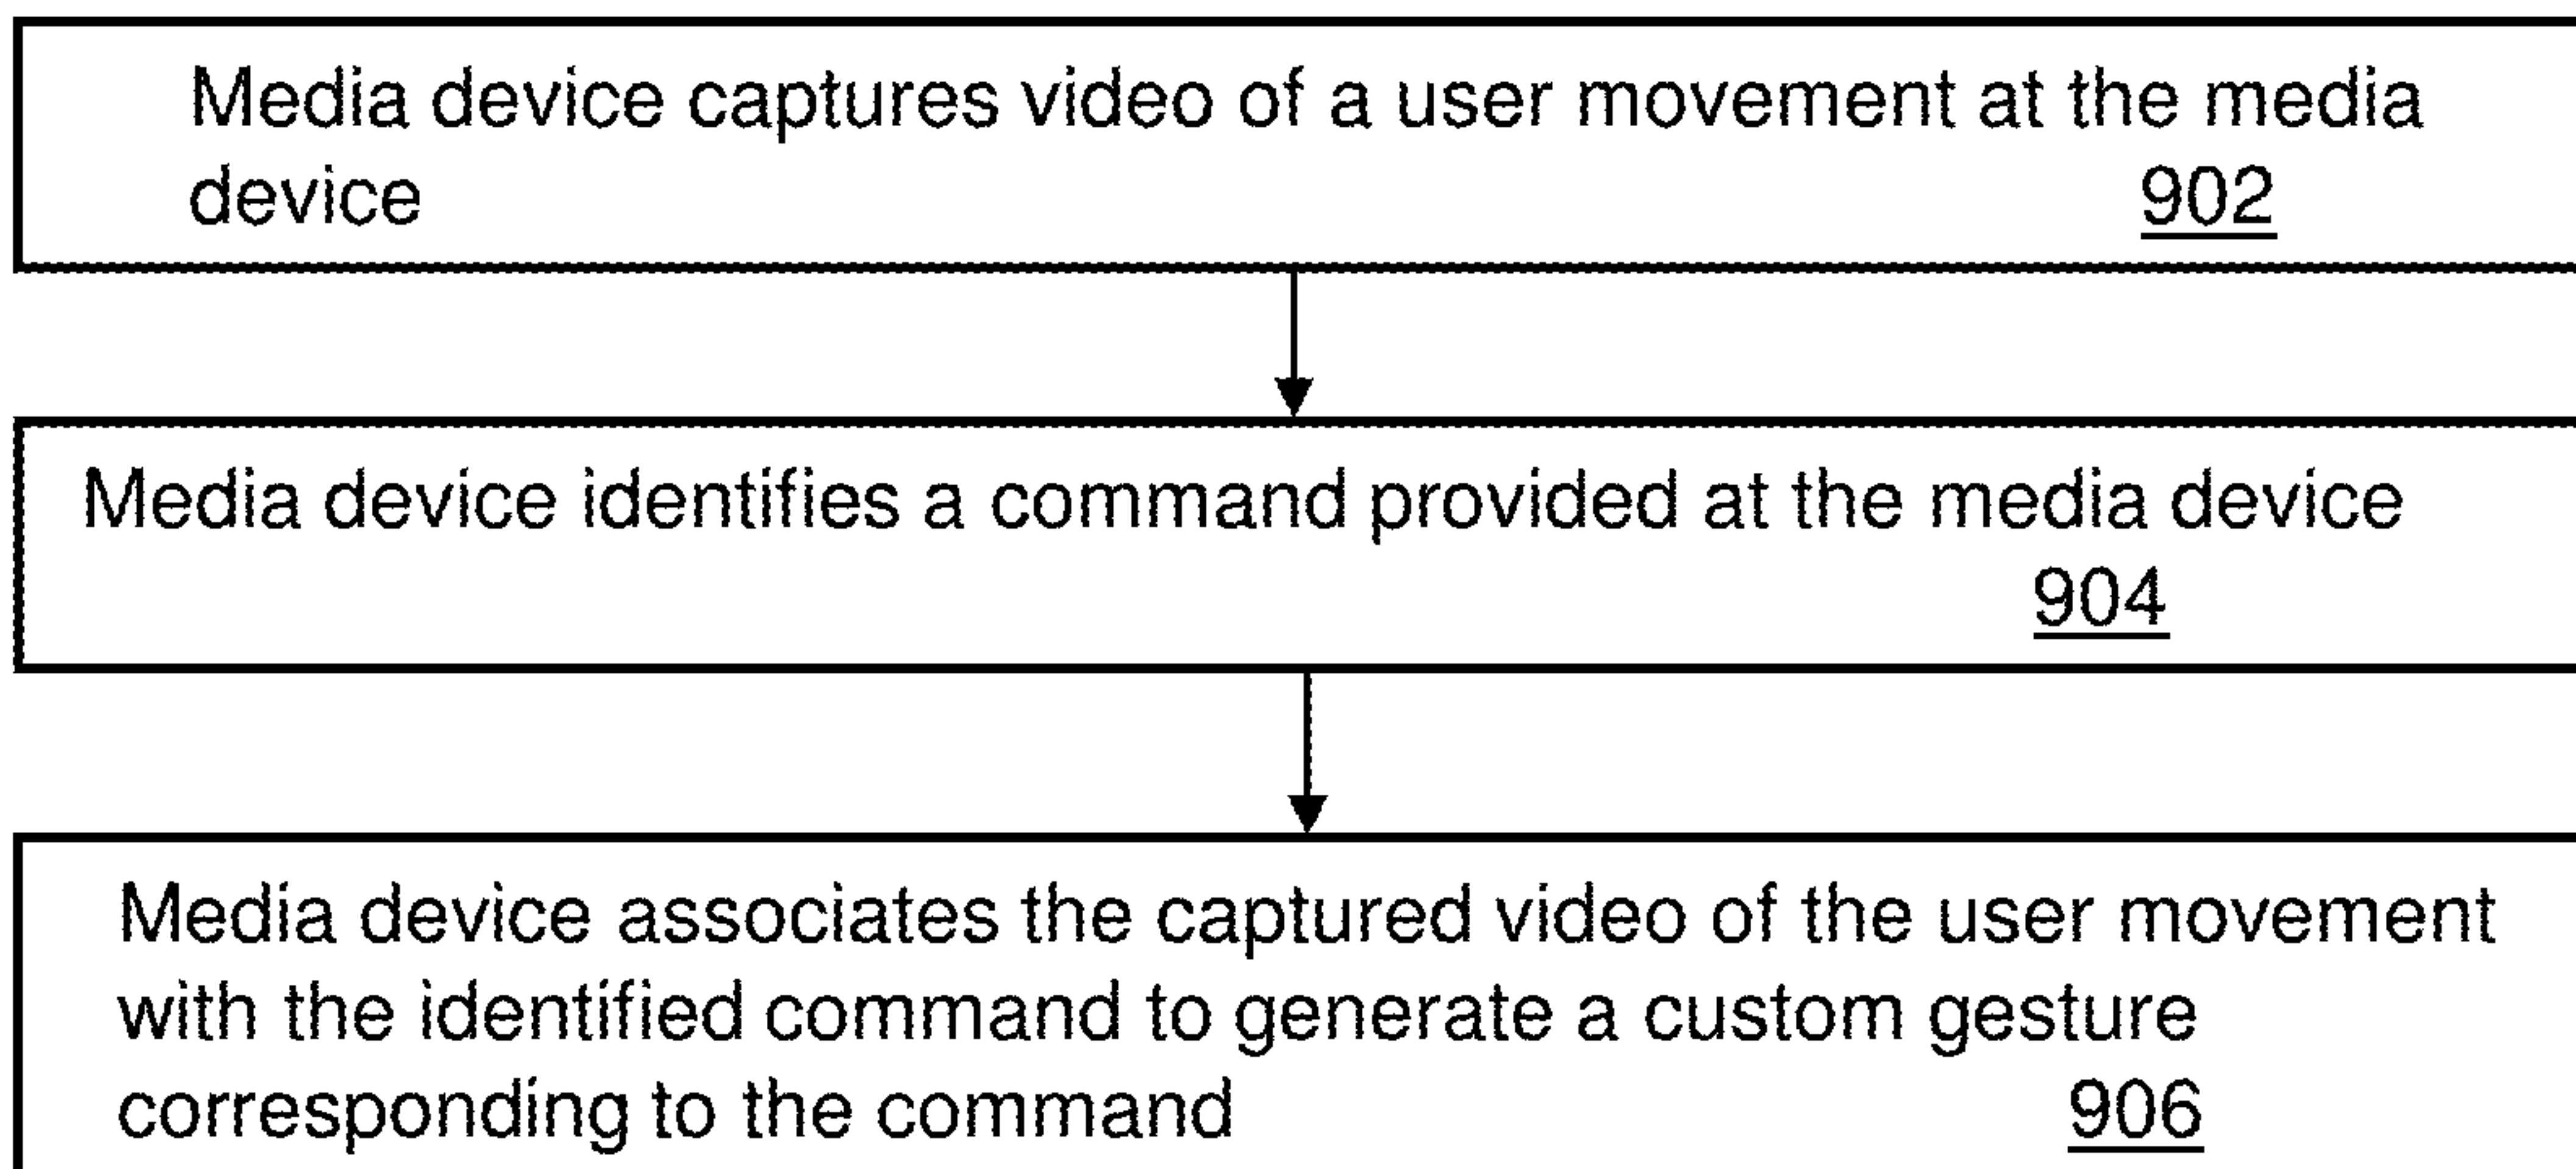 Media device captures video of a user movement at the media
device 902
Media device identifies a command provided at the media device
904
Media device associates the captured video of the user movement
with the identified command to generate a custom gesture
corresponding to the command 906